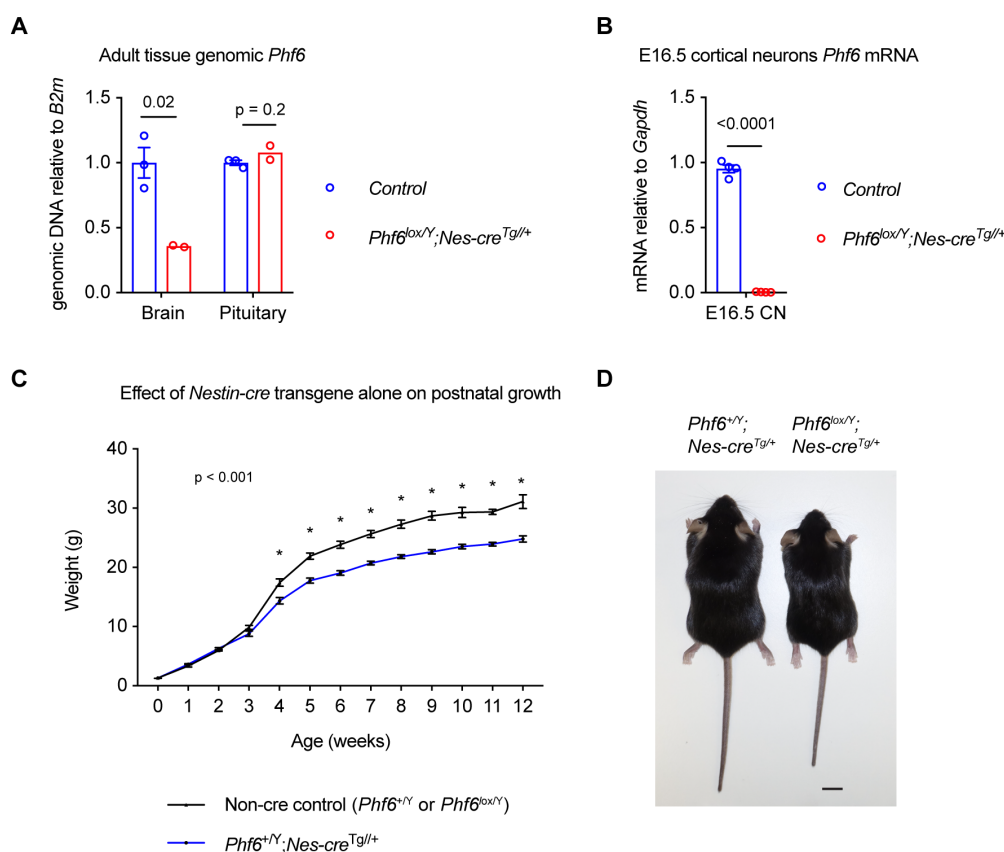 A
Adult tissue genomic Phf6
genomic DNA relative to B2m
1.5
1.0
0.5
0.0
0.02
p = 0.2
Brain
Pituitary
Control
Phf6lox/Y;Nes-creTg//+
B
E16.5 cortical neurons Phf6 mRNA
mRNA relative to Gapdh
1.5
1.0
0.5
0.0
<0.0001
E16.5 CN
Control
Phf6lox/Y;Nes-creTg//+
C
Effect of Nestin-cre transgene alone on postnatal growth
Weight (g)
40
30
20
10
0
p < 0.001
* * * * * * * * *
0 1 2 3 4 5 6 7 8 9 10 11 12
Age (weeks)
Non-cre control (Phf6+/Y or Phf6lox/Y)
Phf6+/Y;Nes-creTg//+
D
Phf6+/Y;
Nes-creTg/+
Phf6lox/Y;
Nes-creTg/+